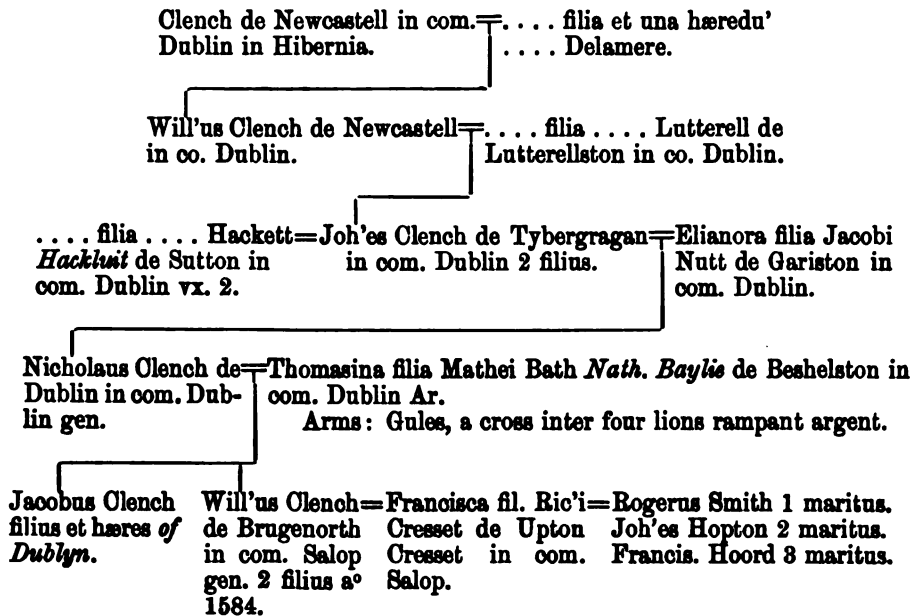 Clench de Newcastell in com.=. . . . filia et una hæredu'
Dublin in Hibernia. . . . . Delamere.
Will'us Clench de Newcastell=. . . . filia . . . . Lutterell de
in co. Dublin. Lutterellston in co. Dublin.
. . . . filia . . . . Hackett=Joh'es Clench de Tybergragan=Elianora filia Jacobi
Hackluit de Sutton in in com. Dublin 2 filius. Nutt de Gariston in
com. Dublin vx. 2. com. Dublin.
Nicholaus Clench de=Thomasina filia Mathei Bath Nath. Baylie de Beshelston in
Dublin in com. Dub- com. Dublin Ar.
lin gen. Arms: Gules, a cross inter four lions rampant argent.
Jacobus Clench Will'us Clench=Francisca fil. Ric'i=Rogerus Smith 1 maritus.
filius et hæres of de Brugenorth Cresset de Upton Joh'es Hopton 2 maritus.
Dublyn. in com. Salop Cresset in com. Francis. Hoord 3 maritus.
gen. 2 filius aº Salop.
1584.